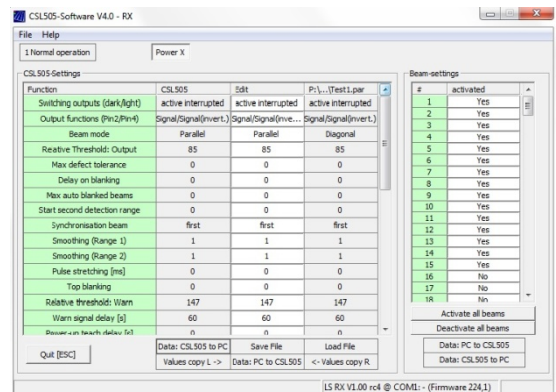 CSL505-Software V4.0 - RX
File Help
1 Normal operation Power X
CSL505-Settings
Function CSL505 Edit P:\...\Test1.par
Switching outputs (dark/light) active interrupted active interrupted active interrupted
Output functions (Pin2/Pin4) Signal/Signal(invert.) Signal/Signal(inve... Signal/Signal(invert.)
Beam mode Parallel Parallel Diagonal
Reative Threshold: Output 85 85 85
Max defect tolerance 0 0 0
Delay on blanking 0 0 0
Max auto blanked beams 0 0 0
Start second detection range 0 0 0
Synchronisation beam first first first
Smoothing (Range 1) 1 1 1
Smoothing (Range 2) 1 1 1
Pulse stretching [ms] 0 0 0
Top blanking 0 0 0
Relative threshold: Warn 147 147 147
Warn signal delay [s] 60 60 60
Power-up teach delay [s] 0 0 0
Quit [ESC]
Data: CSL505 to PC Save File Load File
Values copy L -> Data: PC to CSL505 <- Values copy R
Beam-settings
# activated
1 Yes
2 Yes
3 Yes
4 Yes
5 Yes
6 Yes
7 Yes
8 Yes
9 Yes
10 Yes
11 Yes
12 Yes
13 Yes
14 Yes
15 Yes
16 No
17 No
18 No
Activate all beams
Deactivate all beams
Data: PC to CSL505
Data: CSL505 to PC
LS RX V1.00 rc4 @ COM1: - (Firmware 224,1)